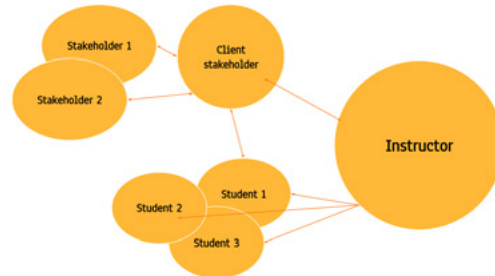 Stakeholder 1
Client
stakeholder
Stakeholder 2
Instructor
Student 1
Student 2
Student 3